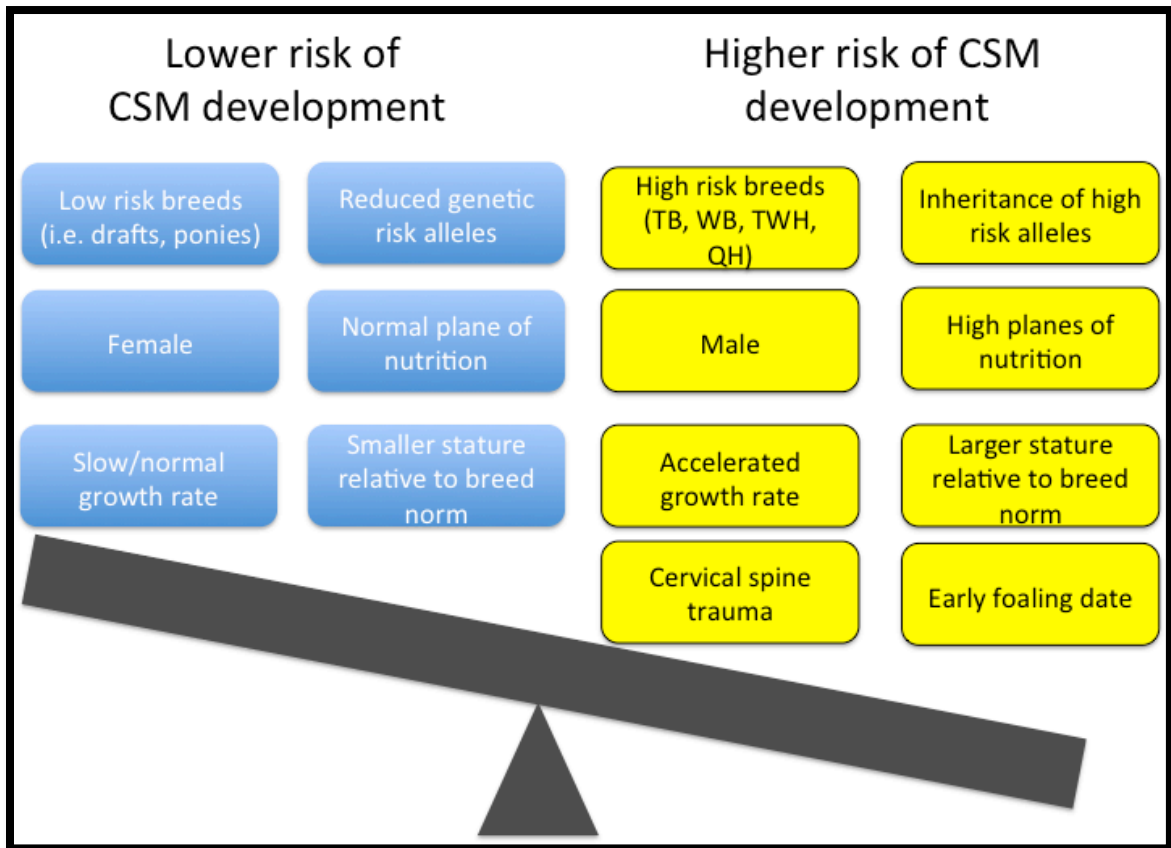 Lower risk of
CSM development
Higher risk of CSM
development
Low risk breeds
(i.e. drafts, ponies)
Reduced genetic
risk alleles
High risk breeds
(TB, WB, TWH,
QH)
Inheritance of high
risk alleles
Female
Normal plane of
nutrition
Male
High planes of
nutrition
Slow/normal
growth rate
Smaller stature
relative to breed
norm
Accelerated
growth rate
Larger stature
relative to breed
norm
Cervical spine
trauma
Early foaling date